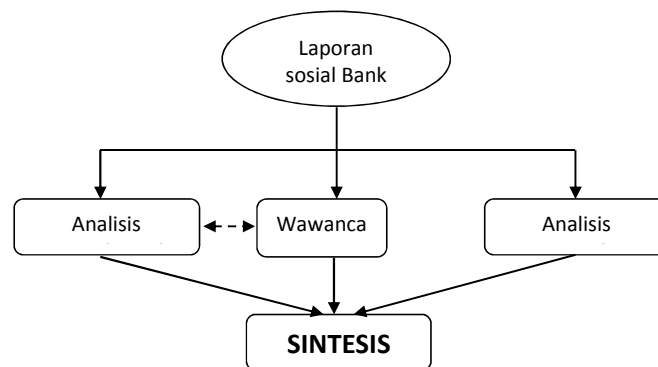 Laporan
sosial Bank
Analisis
Wawanca
Analisis
SINTESIS